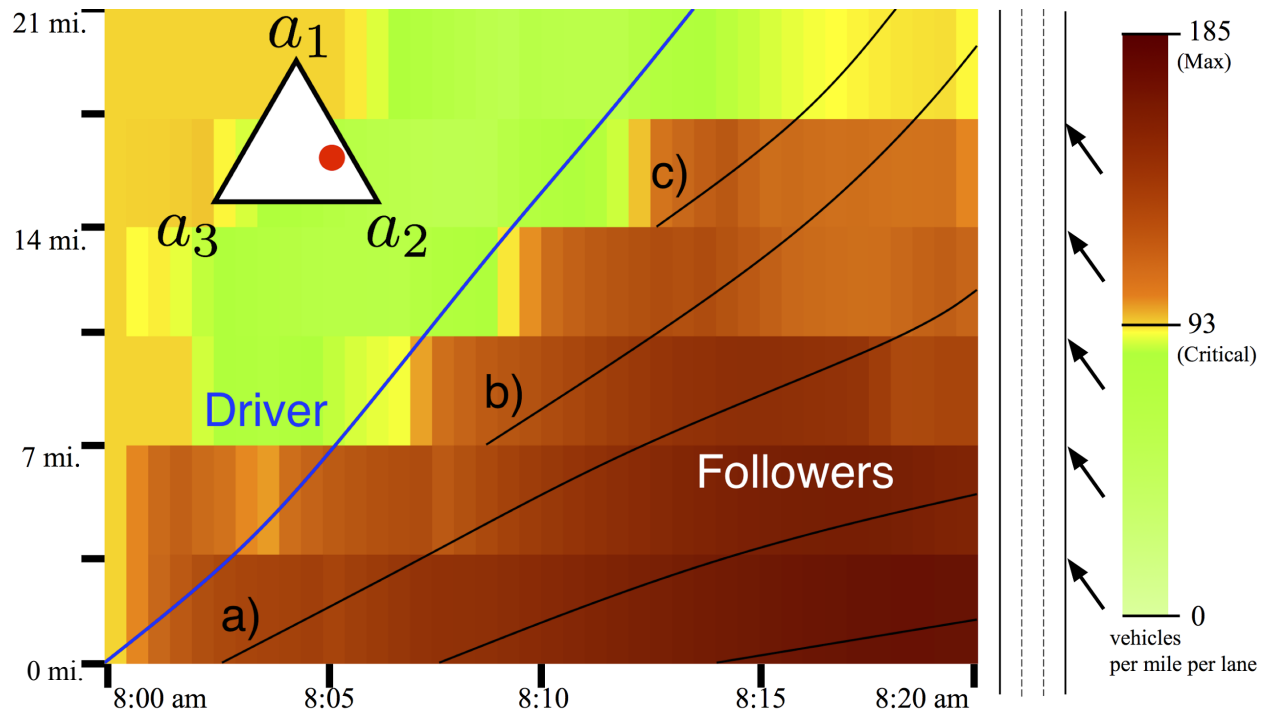 21 mi.
a1
a3
a2
14 mi.
7 mi.
0 mi.
c)
b)
a)
Driver
Followers
8:00 am
8:05
8:10
8:15
8:20 am
185
(Max)
93
(Critical)
0
vehicles
per mile per lane